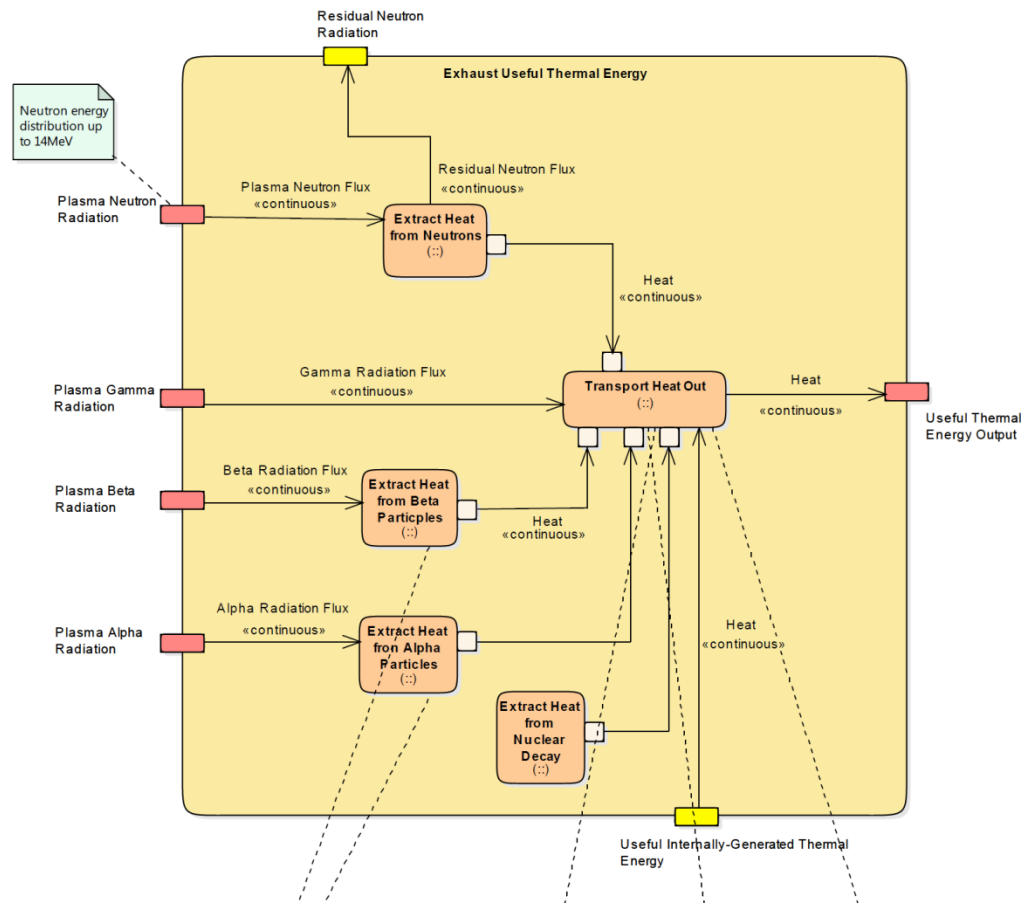 Residual Neutron
Radiation
Exhaust Useful Thermal Energy
Neutron energy
distribution up
to 14MeV
Residual Neutron Flux
«continuous»
Plasma Neutron Flux
«continuous»
Plasma Neutron
Radiation
Extract Heat
from Neutrons
(::)
Heat
«continuous»
Gamma Radiation Flux
«continuous»
Plasma Gamma
Radiation
Transport Heat Out
(::)
Heat
«continuous»
Useful Thermal
Energy Output
Beta Radiation Flux
«continuous»
Plasma Beta
Radiation
Extract Heat
from Beta
Particples
(::)
Heat
«continuous»
Alpha Radiation Flux
«continuous»
Plasma Alpha
Radiation
Extract Heat
fron Alpha
Particles
(::)
Heat
«continuous»
Extract Heat
from
Nuclear
Decay
(::)
Useful Internally-Generated Thermal
Energy